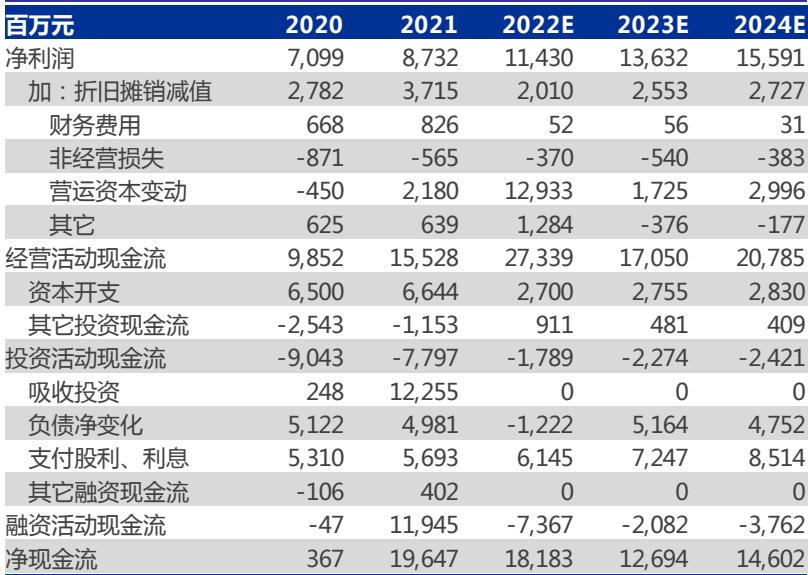 百万元 2020 2021 2022E 2023E 2024E
净利润 7,099 8,732 11,430 13,632 15,591
加：折旧摊销减值 2,782 3,715 2,010 2,553 2,727
财务费用 668 826 52 56 31
非经营损失 -871 -565 -370 -540 -383
营运资本变动 -450 2,180 12,933 1,725 2,996
其它 625 639 1,284 -376 -177
经营活动现金流 9,852 15,528 27,339 17,050 20,785
资本开支 6,500 6,644 2,700 2,755 2,830
其它投资现金流 -2,543 -1,153 911 481 409
投资活动现金流 -9,043 -7,797 -1,789 -2,274 -2,421
吸收投资 248 12,255 0 0 0
负债净变化 5,122 4,981 -1,222 5,164 4,752
支付股利、利息 5,310 5,693 6,145 7,247 8,514
其它融资现金流 -106 402 0 0 0
融资活动现金流 -47 11,945 -7,367 -2,082 -3,762
净现金流 367 19,647 18,183 12,694 14,602